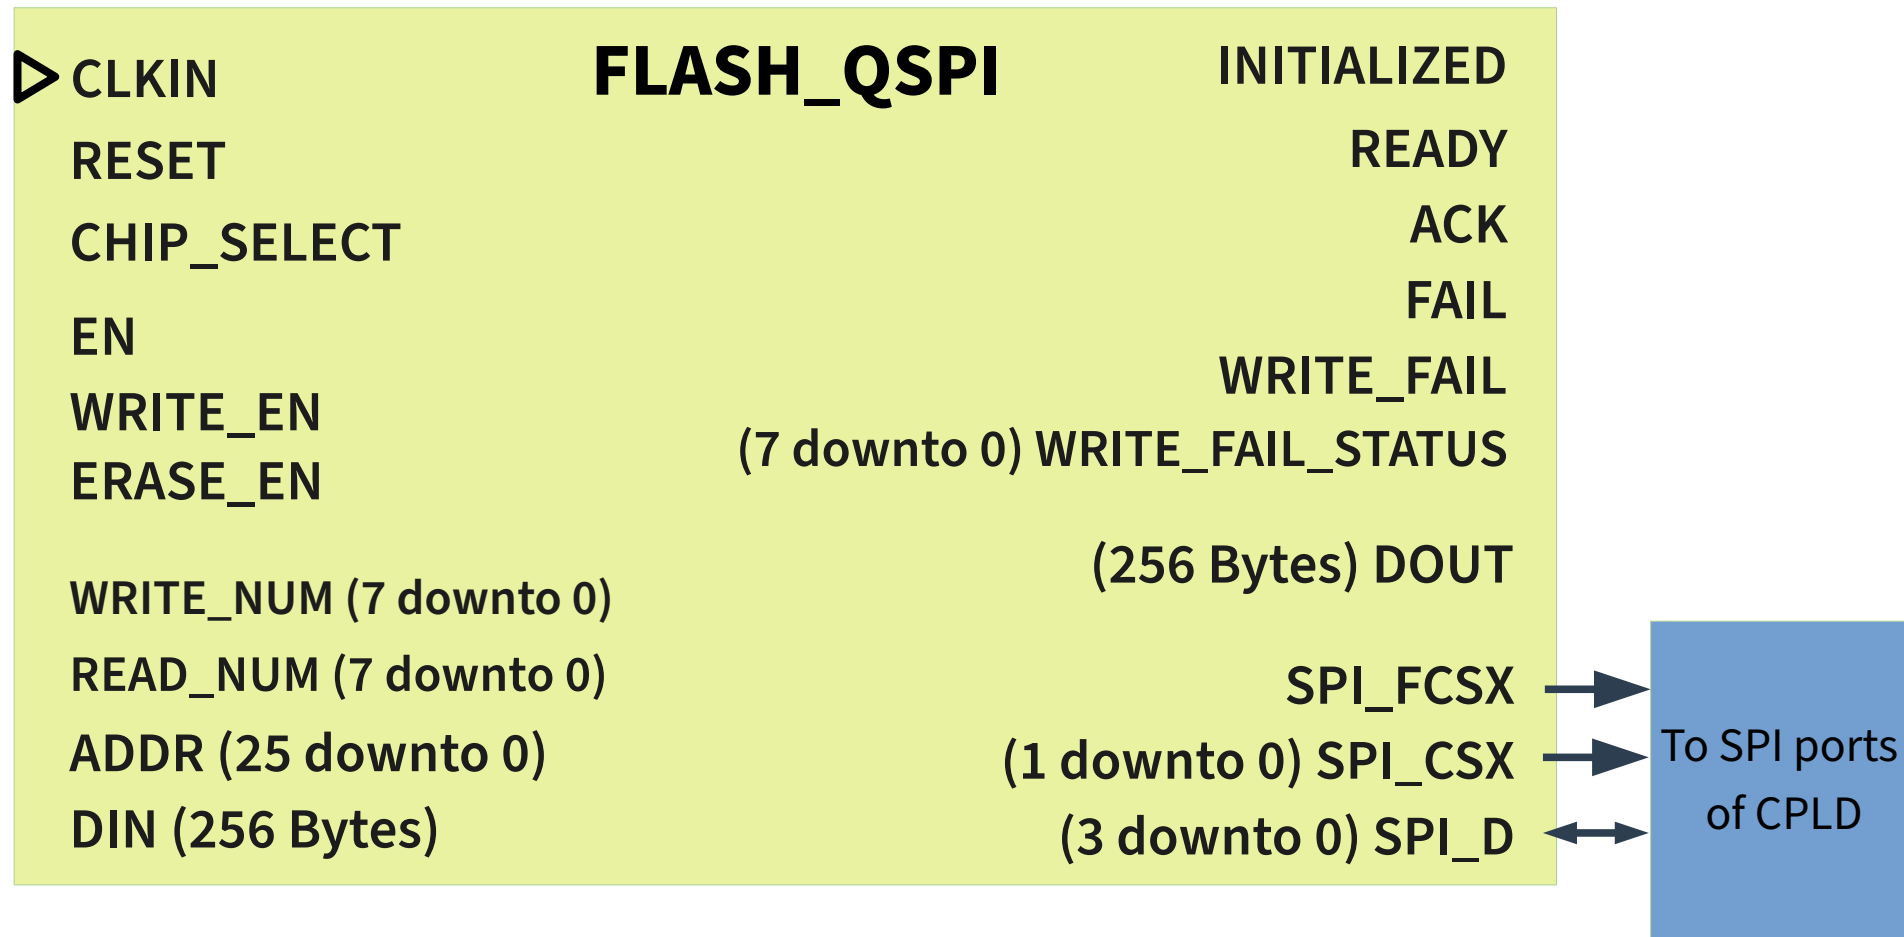 FLASH_QSPI
CLKIN
RESET
CHIP_SELECT
EN
WRITE_EN
ERASE_EN
WRITE_NUM (7 downto 0)
READ_NUM (7 downto 0)
ADDR (25 downto 0)
DIN (256 Bytes)
INITIALIZED
READY
ACK
FAIL
WRITE_FAIL
(7 downto 0) WRITE_FAIL_STATUS
(256 Bytes) DOUT
SPI_FCSX
(1 downto 0) SPI_CSX
(3 downto 0) SPI_D
To SPI ports
of CPLD